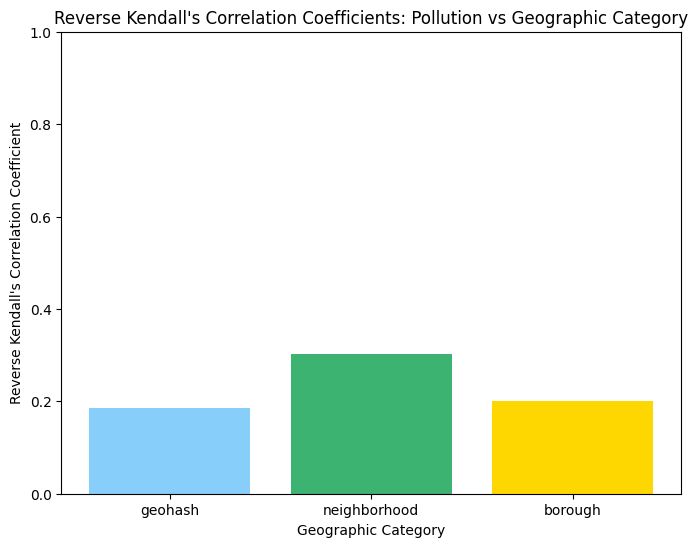 Reverse Kendall's Correlation Coefficients: Pollution vs Geographic Category
Reverse Kendall's Correlation Coefficient
1.0
0.8
0.6
0.4
0.2
0.0
geohash
neighborhood
borough
Geographic Category